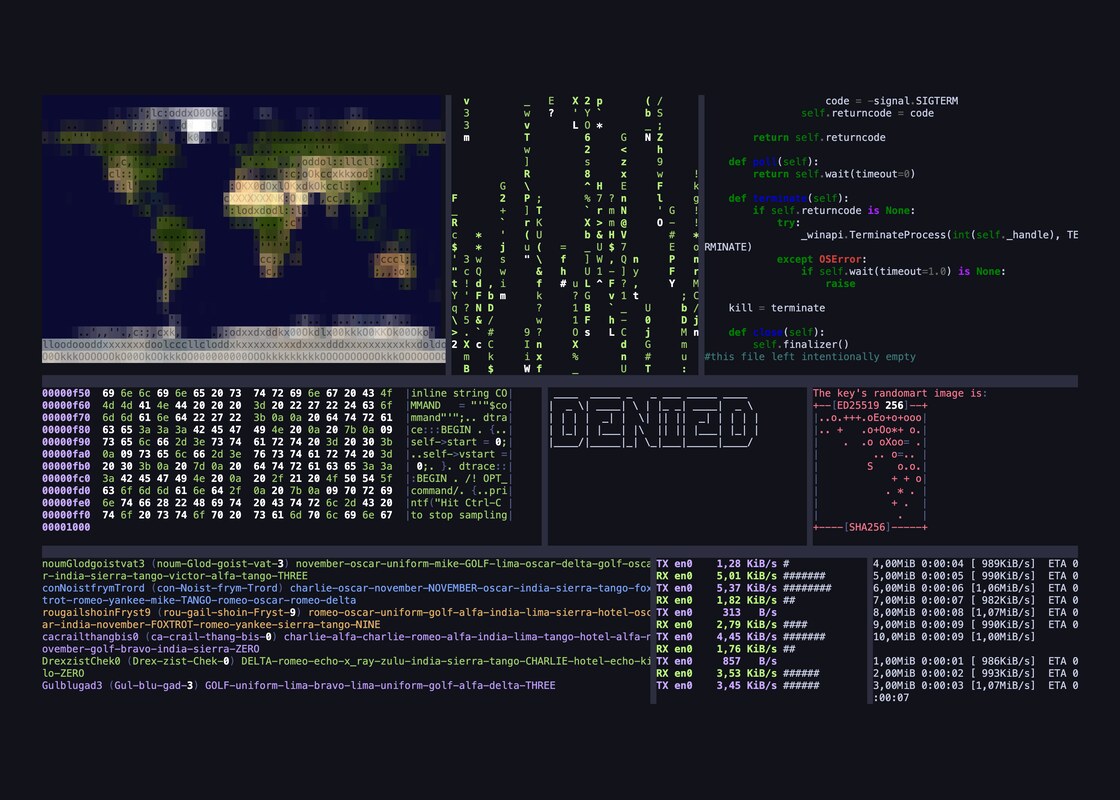 code = -signal.SIGTERM
self.returncode = code
return self.returncode
def poll(self):
return self.wait(timeout=0)
def terminate(self):
if self.returncode is None:
try:
_winapi.TerminateProcess(int(self._handle), TE
RMINATE)
except OSError:
if self.wait(timeout=1.0) is None:
raise
kill = terminate
def close(self):
self.finalizer()
#this file left intentionally empty
00000f50  69 6e 6c 69 6e 65 20 73  74 72 69 6e 67 20 43 4f  |inline string CO|
00000f60  4d 4d 41 4e 44 20 20 20  3d 20 22 27 22 24 63 6f  |MMAND   = "'"$co|
00000f70  6d 6d 61 6e 64 22 27 22  3b 0a 0a 20 64 74 72 61  |mmand"'";.. dtra|
00000f80  63 65 3a 3a 3a 42 45 47  49 4e 20 0a 20 7b 0a 09  |ce:::BEGIN . {..|
00000f90  73 65 6c 66 2d 3e 73 74  61 72 74 20 3d 20 30 3b  |self->start = 0;|
00000fa0  0a 09 73 65 6c 66 2d 3e  76 73 74 61 72 74 20 3d  |..self->vstart =|
00000fb0  20 30 3b 0a 20 7d 0a 20  64 74 72 61 63 65 3a 3a  | 0;. }. dtrace::|
00000fc0  3a 42 45 47 49 4e 20 0a  20 2f 21 20 4f 50 54 5f  |:BEGIN . /! OPT_|
00000fd0  63 6f 6d 6d 61 6e 64 2f  0a 20 7b 0a 09 70 72 69  |command/. {..pri|
00000fe0  6e 74 66 28 22 48 69 74  20 43 74 72 6c 2d 43 20  |ntf("Hit Ctrl-C |
00000ff0  74 6f 20 73 74 6f 70 20  73 61 6d 70 6c 69 6e 67  |to stop sampling|
00001000
DENIED
The key's randomart image is:
+--[ED25519 256]--+
|..o.+++.oEo+o+ooo|
|.. +    .o+Oo*+ o.|
|    .  .o oXoo= .|
|         .. o=.. |
|        S    o.o.|
|            + + o|
|           . * . |
|            + .  |
|             .   |
+----[SHA256]-----+
noumGlodgoistvat3 (noum-Glod-goist-vat-3) november-oscar-uniform-mike-GOLF-lima-oscar-delta-golf-osca
r-india-sierra-tango-victor-alfa-tango-THREE
conNoistfrymTrord (con-Noist-frym-Trord) charlie-oscar-november-NOVEMBER-oscar-india-sierra-tango-fox
trot-romeo-yankee-mike-TANGO-romeo-oscar-romeo-delta
rougailshoinFryst9 (rou-gail-shoin-Fryst-9) romeo-oscar-uniform-golf-alfa-india-lima-sierra-hotel-osc
ar-india-november-FOXTROT-romeo-yankee-sierra-tango-NINE
cacrailthangbis0 (ca-crail-thang-bis-0) charlie-alfa-charlie-romeo-alfa-india-lima-tango-hotel-alfa-n
ovember-golf-bravo-india-sierra-ZERO
DrexzistChek0 (Drex-zist-Chek-0) DELTA-romeo-echo-x_ray-zulu-india-sierra-tango-CHARLIE-hotel-echo-ki
lo-ZERO
Gulblugad3 (Gul-blu-gad-3) GOLF-uniform-lima-bravo-lima-uniform-golf-alfa-delta-THREE
TX en0    1,28 KiB/s #
RX en0    5,01 KiB/s #######
TX en0    5,37 KiB/s ########
RX en0    1,82 KiB/s ##
TX en0    313   B/s
RX en0    2,79 KiB/s ####
TX en0    4,45 KiB/s #######
RX en0    1,76 KiB/s ##
TX en0    857   B/s
RX en0    3,53 KiB/s ######
TX en0    3,45 KiB/s ######
4,00MiB 0:00:04 [ 989KiB/s]  ETA 0
5,00MiB 0:00:05 [ 990KiB/s]  ETA 0
6,00MiB 0:00:06 [1,06MiB/s]  ETA 0
7,00MiB 0:00:07 [ 982KiB/s]  ETA 0
8,00MiB 0:00:08 [1,07MiB/s]  ETA 0
9,00MiB 0:00:09 [ 990KiB/s]  ETA 0
10,0MiB 0:00:09 [1,00MiB/s]
1,00MiB 0:00:01 [ 986KiB/s]  ETA 0
2,00MiB 0:00:02 [ 993KiB/s]  ETA 0
3,00MiB 0:00:03 [1,07MiB/s]  ETA 0
:00:07